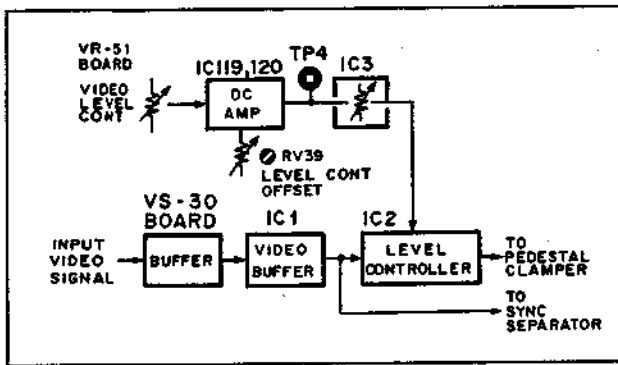 VR-51
BOARD
VIDEO
LEVEL
CONT
IC119,120
DC
AMP
TP4
IC3
RV39
LEVEL CONT
OFFSET
VS-30
BOARD
INPUT
VIDEO
SIGNAL
BUFFER
IC1
VIDEO
BUFFER
IC2
LEVEL
CONTROLLER
TO
PEDESTAL
CLAMPER
TO
SYNC
SEPARATOR